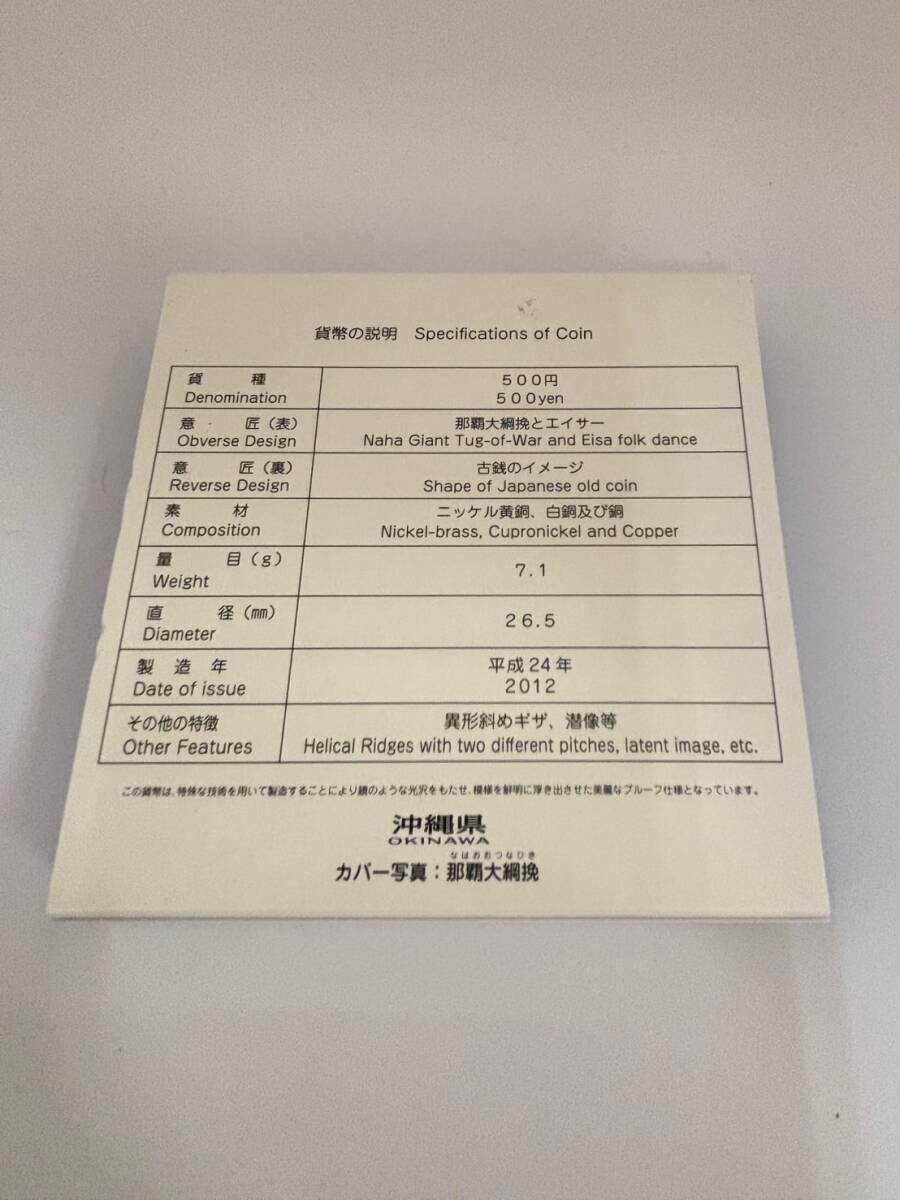 貨幣の説明 Specifications of Coin
貨 種
Denomination
500円
500yen
意 匠（表）
Obverse Design
那覇大綱挽とエイサー
Naha Giant Tug-of-War and Eisa folk dance
意 匠（裏）
Reverse Design
古銭のイメージ
Shape of Japanese old coin
素 材
Composition
ニッケル黄銅、白銅及び銅
Nickel-brass, Cupronickel and Copper
量 目（g）
Weight
7.1
直 径（㎜）
Diameter
26.5
製 造 年
Date of issue
平成24年
2012
その他の特徴
Other Features
異形斜めギザ、潜像等
Helical Ridges with two different pitches, latent image, etc.
この貨幣は、特殊な技術を用いて製造することにより鏡のような光沢をもたせ、模様を鮮明に浮き出させた美麗なプルーフ仕様となっています。
沖縄県
OKINAWA
なはおおつなひき
カバー写真：那覇大綱挽